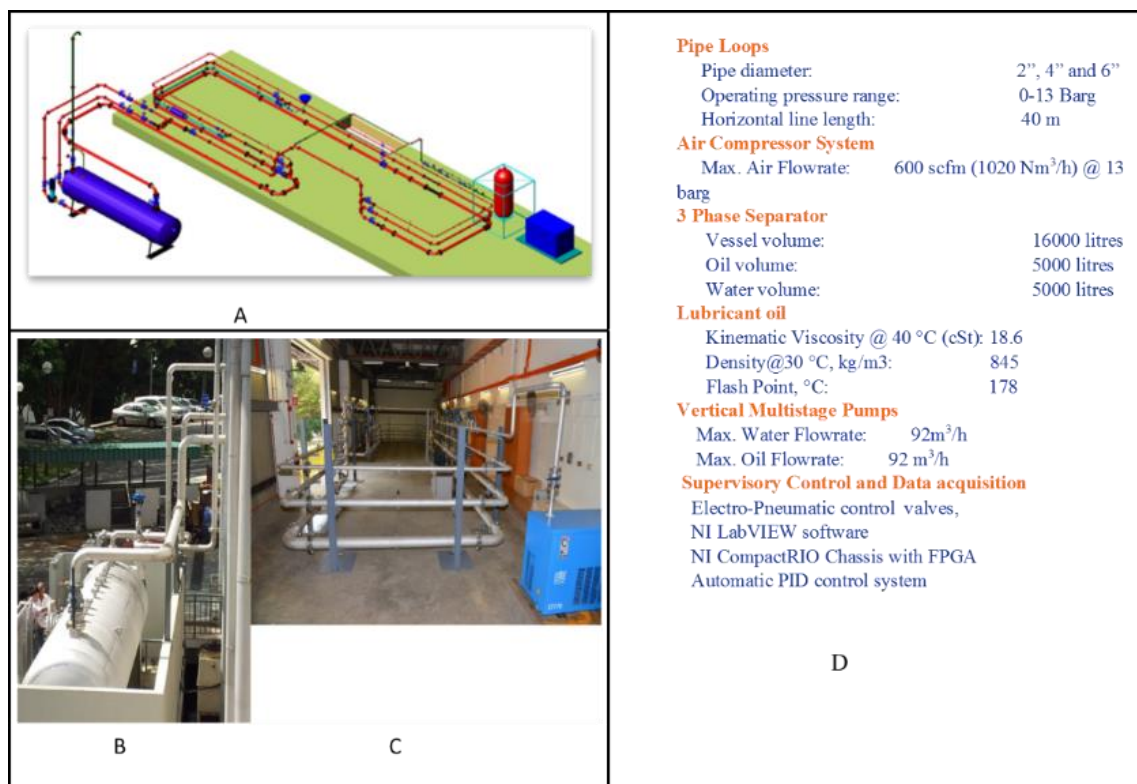 A
B
C
Pipe Loops
Pipe diameter: 2”, 4” and 6”
Operating pressure range: 0-13 Barg
Horizontal line length: 40 m
Air Compressor System
Max. Air Flowrate: 600 scfm (1020 Nm³/h) @ 13
barg
3 Phase Separator
Vessel volume: 16000 litres
Oil volume: 5000 litres
Water volume: 5000 litres
Lubricant oil
Kinematic Viscosity @ 40 °C (cSt): 18.6
Density@30 °C, kg/m3: 845
Flash Point, °C: 178
Vertical Multistage Pumps
Max. Water Flowrate: 92m³/h
Max. Oil Flowrate: 92 m³/h
Supervisory Control and Data acquisition
Electro-Pneumatic control valves,
NI LabVIEW software
NI CompactRIO Chassis with FPGA
Automatic PID control system
D